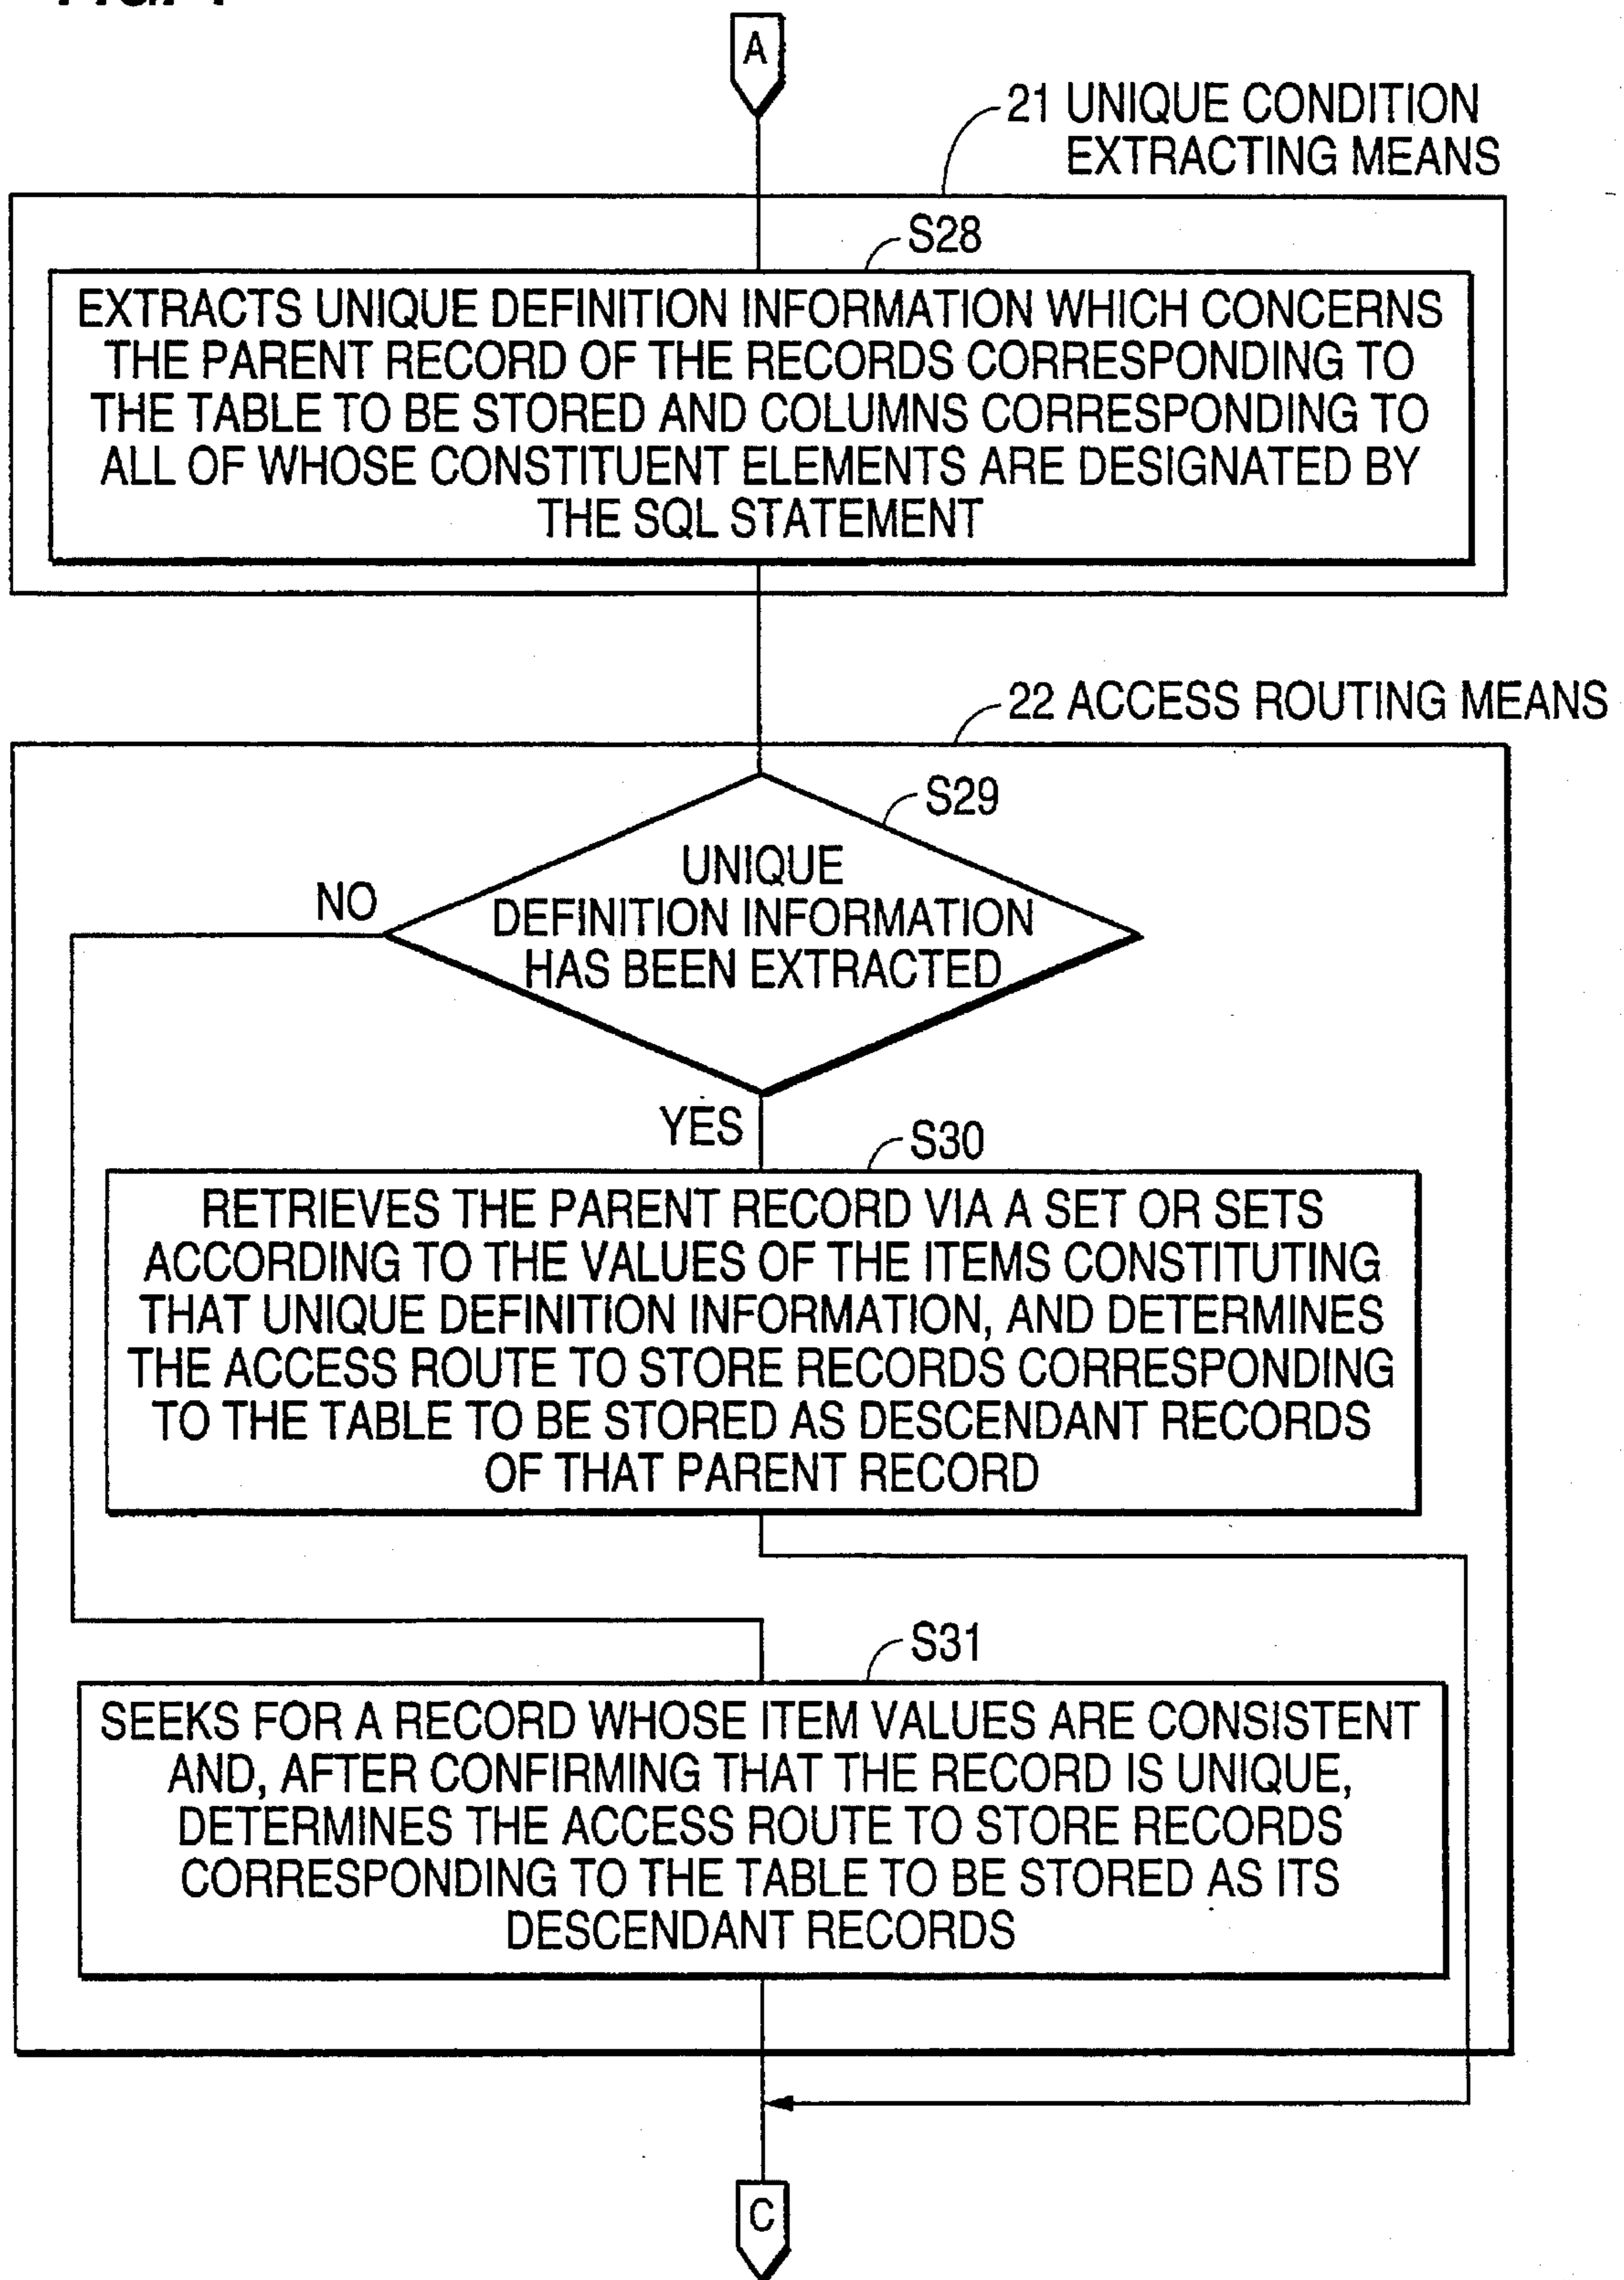 A
21 UNIQUE CONDITION
EXTRACTING MEANS
S28
EXTRACTS UNIQUE DEFINITION INFORMATION WHICH CONCERNS
THE PARENT RECORD OF THE RECORDS CORRESPONDING TO
THE TABLE TO BE STORED AND COLUMNS CORRESPONDING TO
ALL OF WHOSE CONSTITUENT ELEMENTS ARE DESIGNATED BY
THE SQL STATEMENT
22 ACCESS ROUTING MEANS
S29
UNIQUE
DEFINITION INFORMATION
HAS BEEN EXTRACTED
NO
YES
S30
RETRIEVES THE PARENT RECORD VIA A SET OR SETS
ACCORDING TO THE VALUES OF THE ITEMS CONSTITUTING
THAT UNIQUE DEFINITION INFORMATION, AND DETERMINES
THE ACCESS ROUTE TO STORE RECORDS CORRESPONDING
TO THE TABLE TO BE STORED AS DESCENDANT RECORDS
OF THAT PARENT RECORD
S31
SEEKS FOR A RECORD WHOSE ITEM VALUES ARE CONSISTENT
AND, AFTER CONFIRMING THAT THE RECORD IS UNIQUE,
DETERMINES THE ACCESS ROUTE TO STORE RECORDS
CORRESPONDING TO THE TABLE TO BE STORED AS ITS
DESCENDANT RECORDS
C